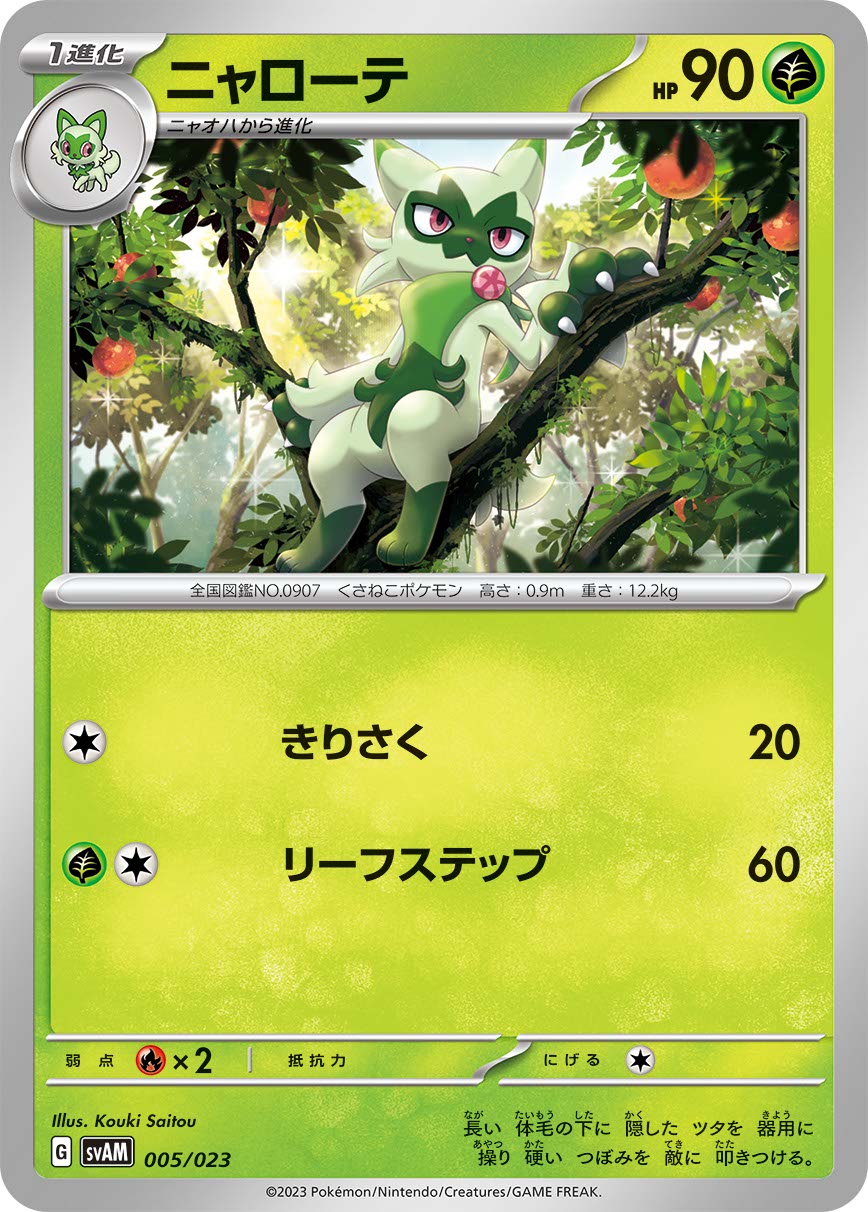 1進化
ニャローテ
HP 90
ニャオハから進化
全国図鑑NO.0907 くさねこポケモン 高さ：0.9m 重さ：12.2kg
きりさく 20
リーフステップ 60
弱点 ×2 抵抗力 にげる
Illus. Kouki Saitou
長い 体毛の下に 隠した ツタを 器用に
操り 硬い つぼみを 敵に 叩きつける。
G svAM 005/023
©2023 Pokémon/Nintendo/Creatures/GAME FREAK.